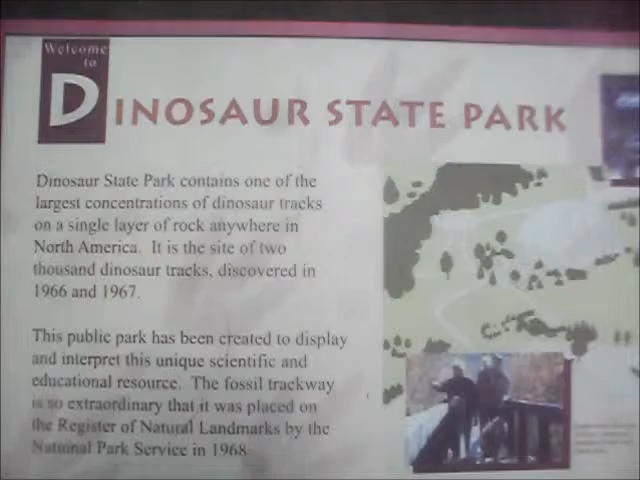 Welcome
to
DINOSAUR STATE PARK
Dinosaur State Park contains one of the
largest concentrations of dinosaur tracks
on a single layer of rock anywhere in
North America. It is the site of two
thousand dinosaur tracks, discovered in
1966 and 1967.
This public park has been created to display
and interpret this unique scientific and
educational resource. The fossil trackway
is so extraordinary that it was placed on
the Register of Natural Landmarks by the
National Park Service in 1968